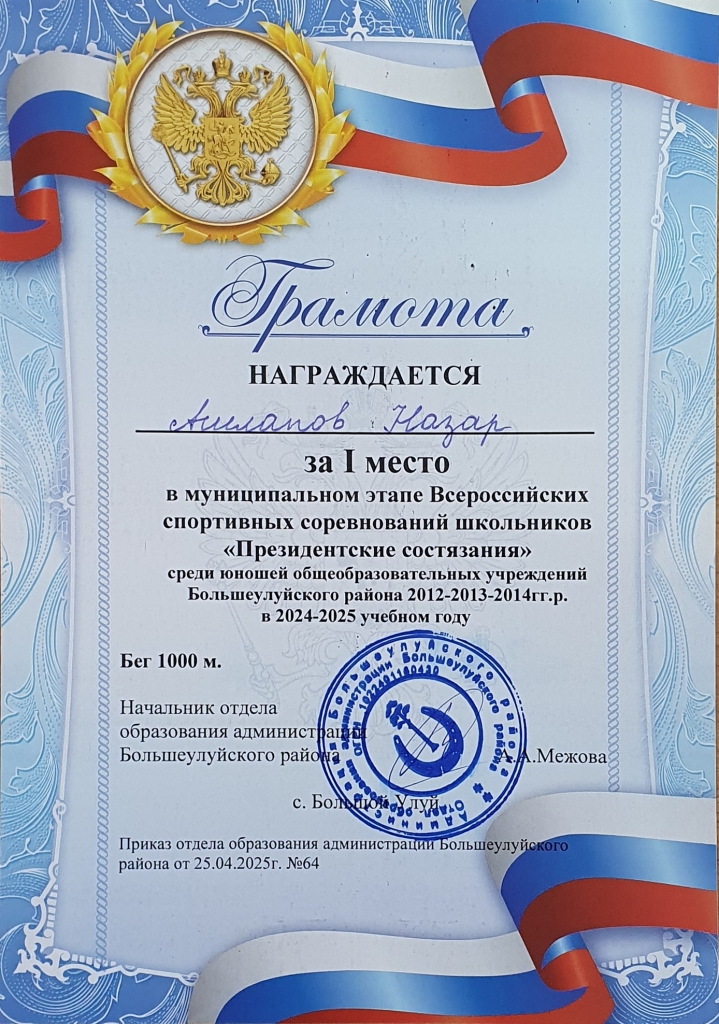 Грамота
НАГРАЖДАЕТСЯ
Ашлапов Назар
за I место
в муниципальном этапе Всероссийских
спортивных соревнований школьников
«Президентские состязания»
среди юношей общеобразовательных учреждений
Большеулуйского района 2012-2013-2014гг.р.
в 2024-2025 учебном году
Бег 1000 м.
Начальник отдела
образования администрации
Большеулуйского района А.А.Межова
с. Большой Улуй
Приказ отдела образования администрации Большеулуйского
района от 25.04.2025г. №64